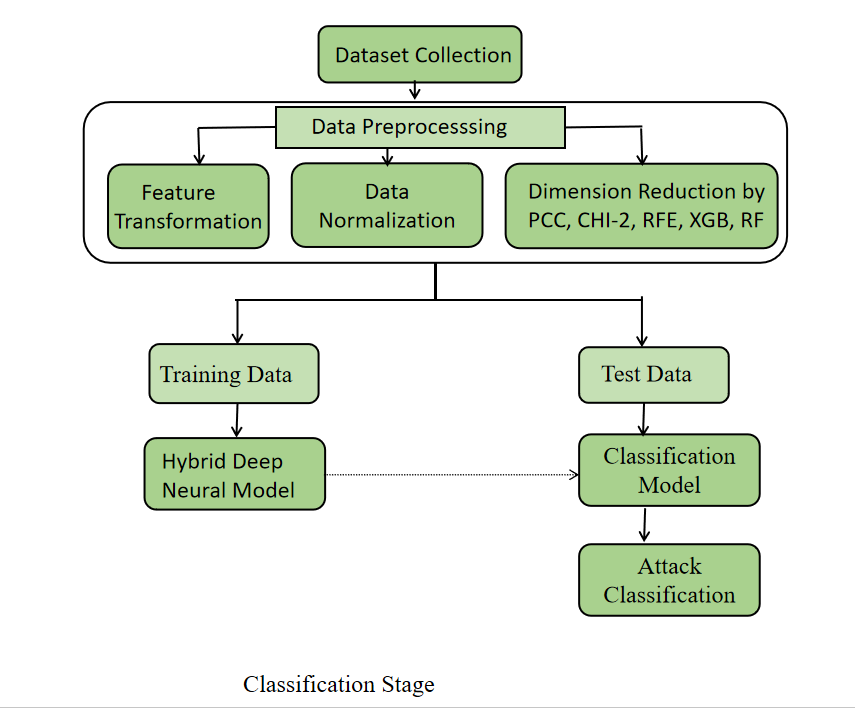 Dataset Collection
Data Preprocesssing
Feature
Transformation
Data
Normalization
Dimension Reduction by
PCC, CHI-2, RFE, XGB, RF
Training Data
Test Data
Hybrid Deep
Neural Model
Classification
Model
Attack
Classification
Classification Stage